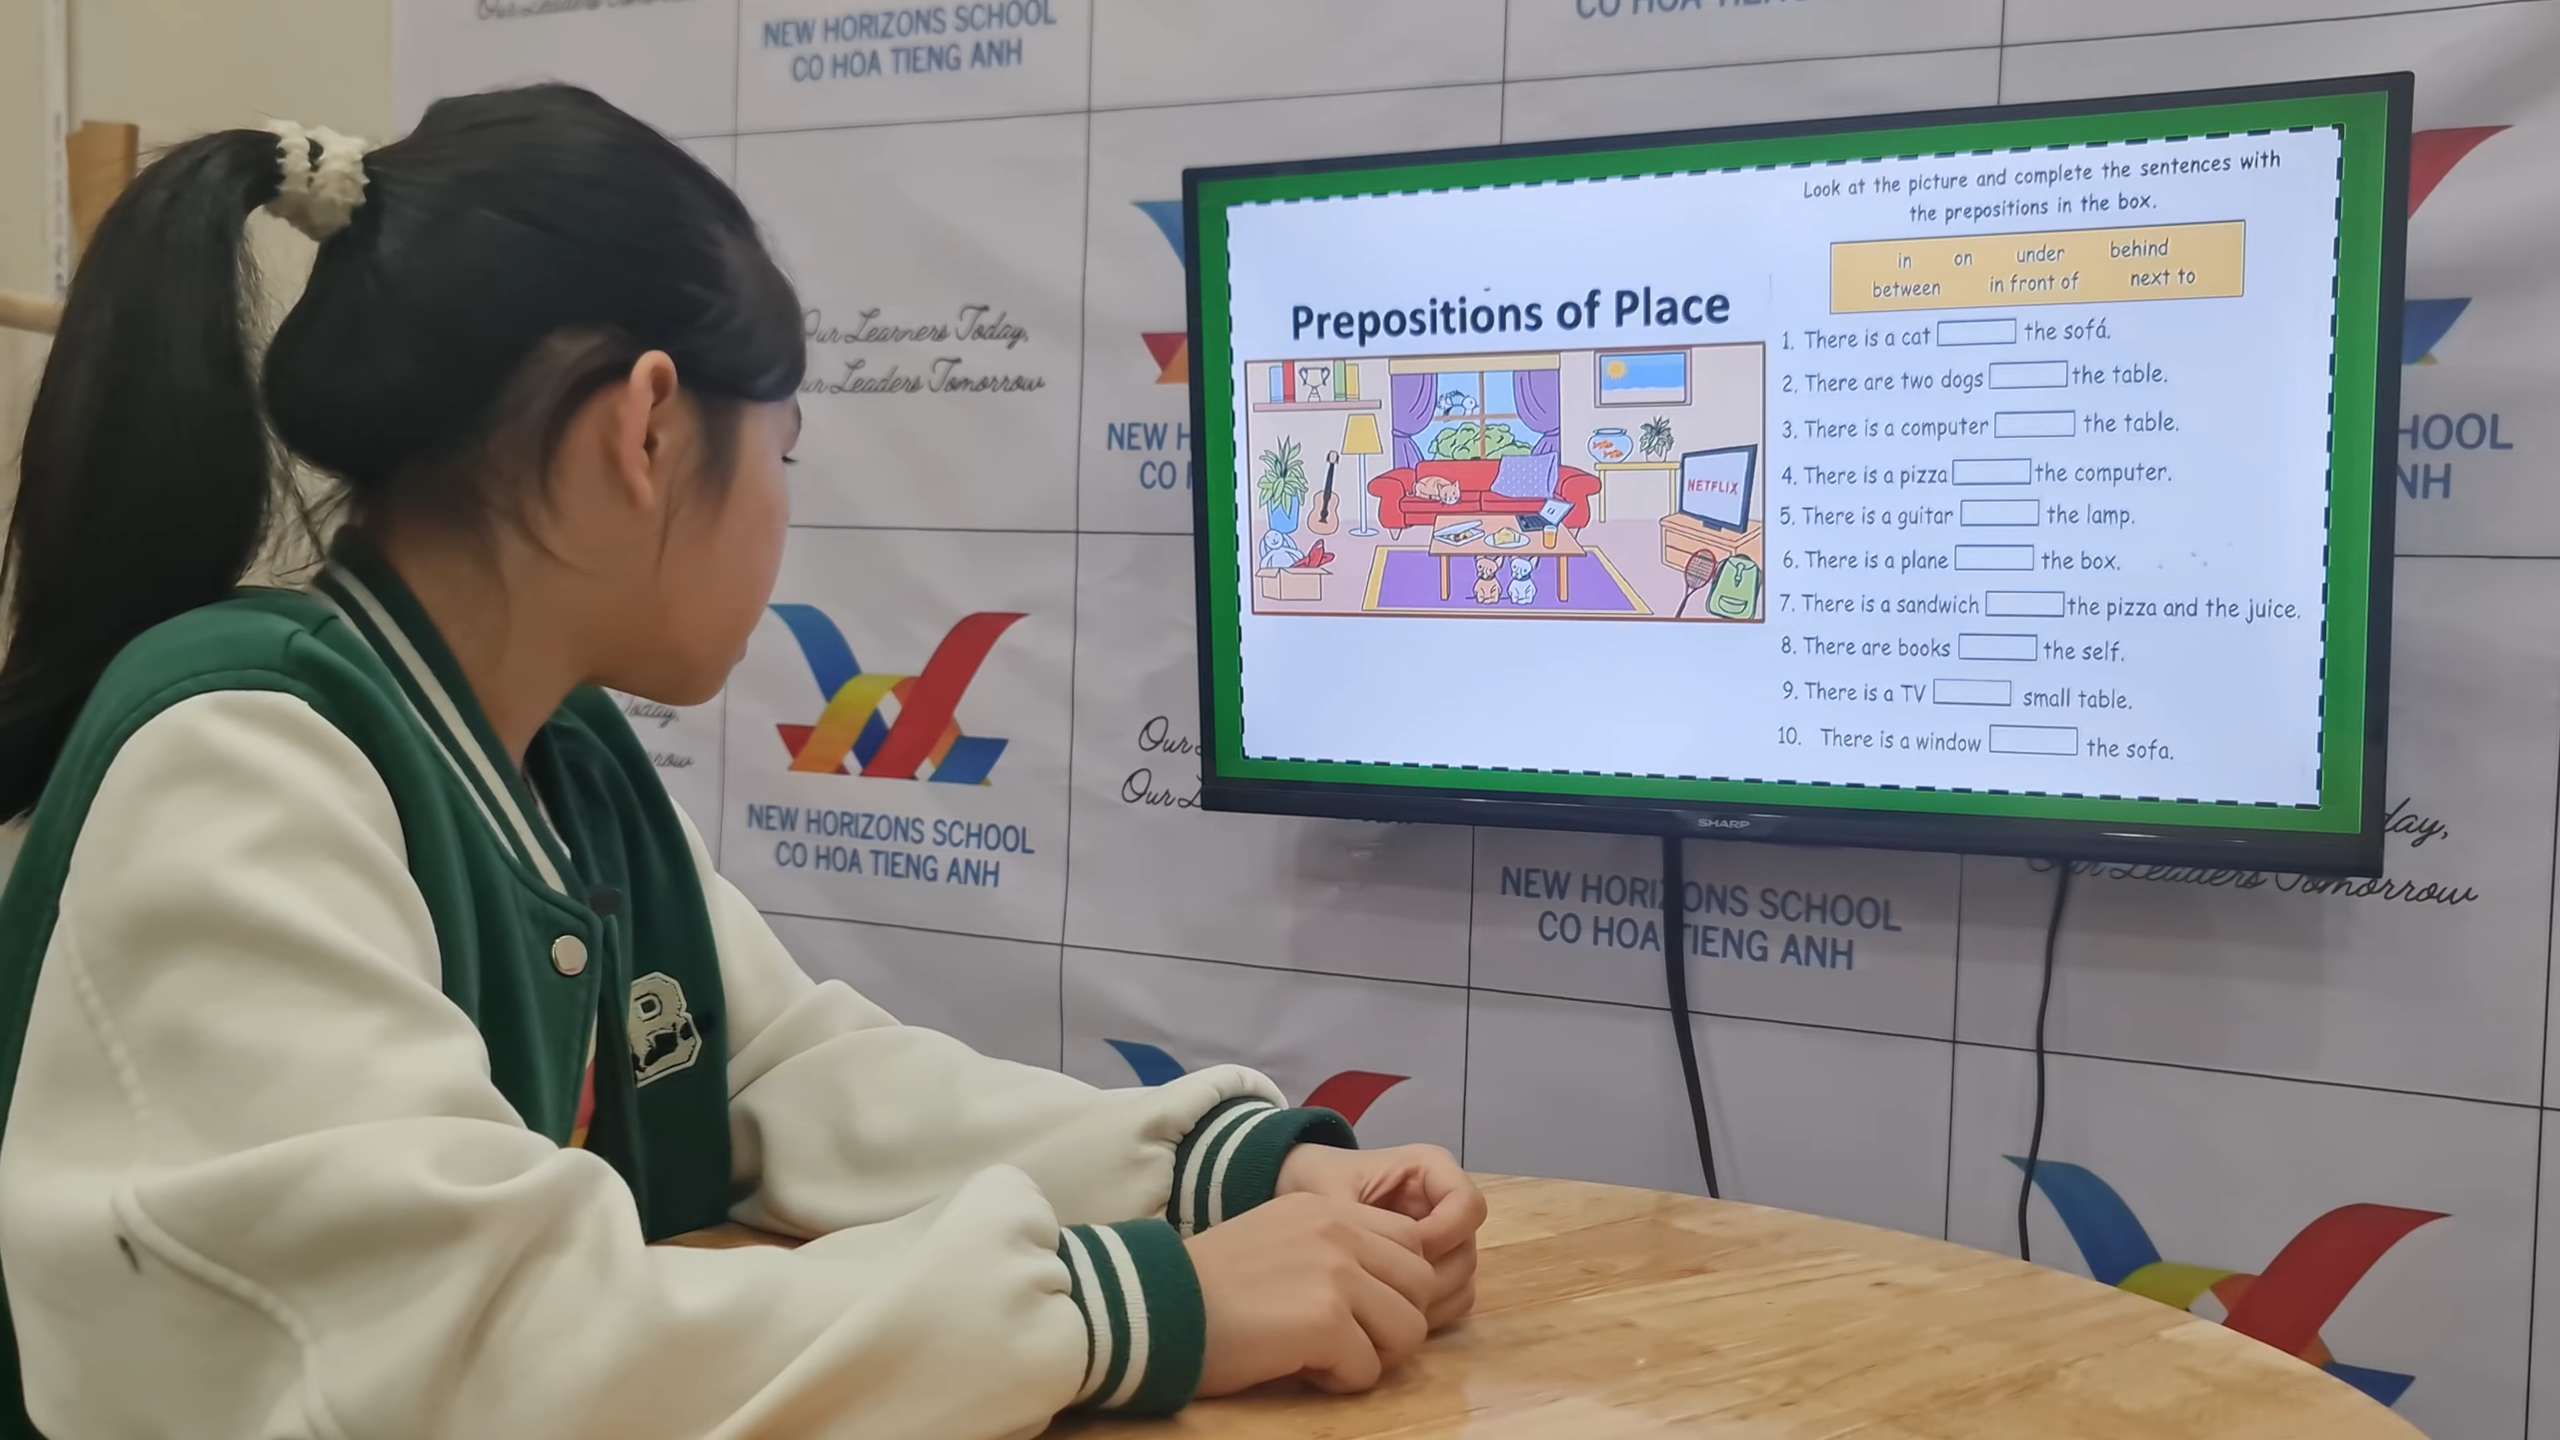 NEW HORIZONS SCHOOL
CO HOA TIENG ANH
Our Learners Today,
Our Leaders Tomorrow
NEW HORIZONS SCHOOL
CO HOA TIENG ANH
NEW HORIZONS SCHOOL
CO HOA TIENG ANH
Prepositions of Place
NETFLIX
Look at the picture and complete the sentences with
the prepositions in the box.
in on under behind
between in front of next to
1. There is a cat the sofá.
2. There are two dogs the table.
3. There is a computer the table.
4. There is a pizza the computer.
5. There is a guitar the lamp.
6. There is a plane the box.
7. There is a sandwich the pizza and the juice.
8. There are books the self.
9. There is a TV small table.
10. There is a window the sofa.
SHARP
Leaders Tomorrow
B